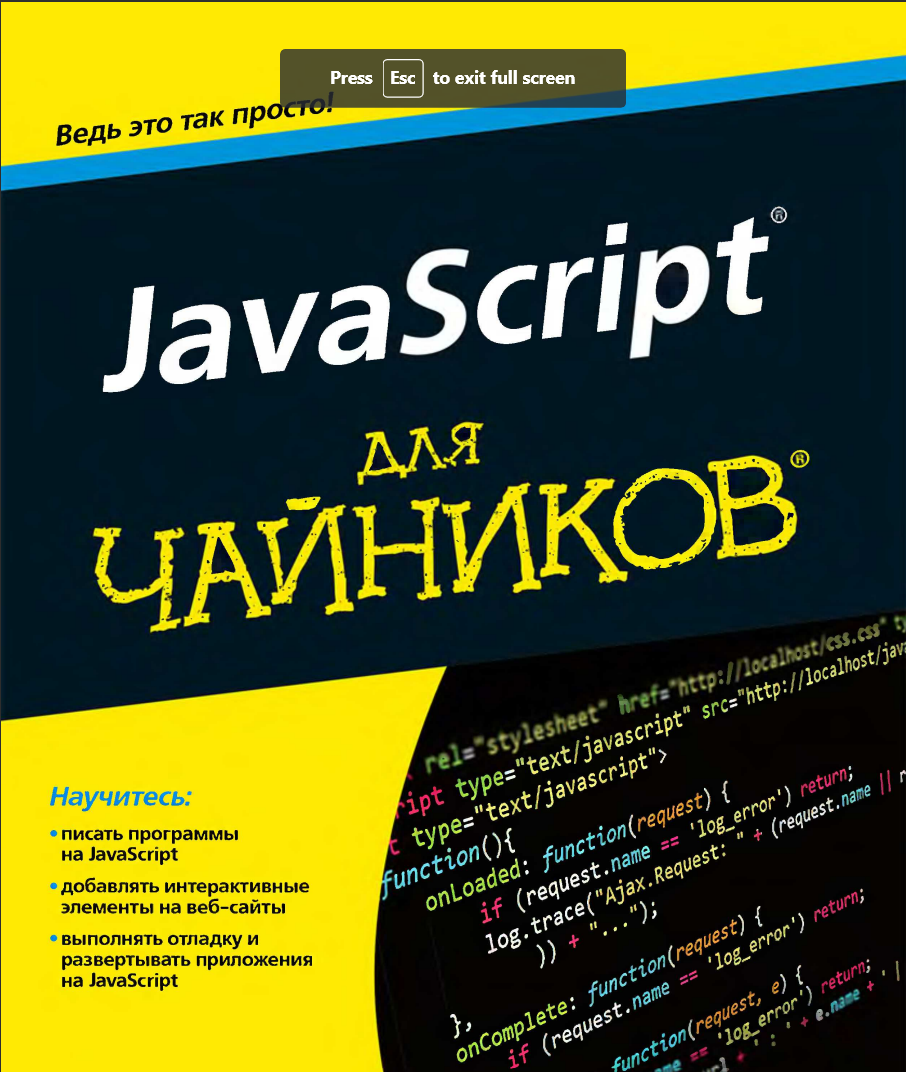 Press Esc to exit full screen
Ведь это так просто!
JavaScript®
для
ЧАЙНИКОВ®
Научитесь:
• писать программы
на JavaScript
• добавлять интерактивные
элементы на веб-сайты
• выполнять отладку и
развертывать приложения
на JavaScript
rel="stylesheet" href="http://localhost/css.css"
ript type="text/javascript" src="http://localhost/java
t type="text/javascript">
function(){
onLoaded: function(request) {
if (request.name == 'log_error') return;
log.trace("Ajax.Request: " + (request.name || r
)) + "...");
},
onComplete: function(request) {
if (request.name == 'log_error') return;
function(request, e) {
name == 'log_error') return;
+ ' : ' + e.name + ' |